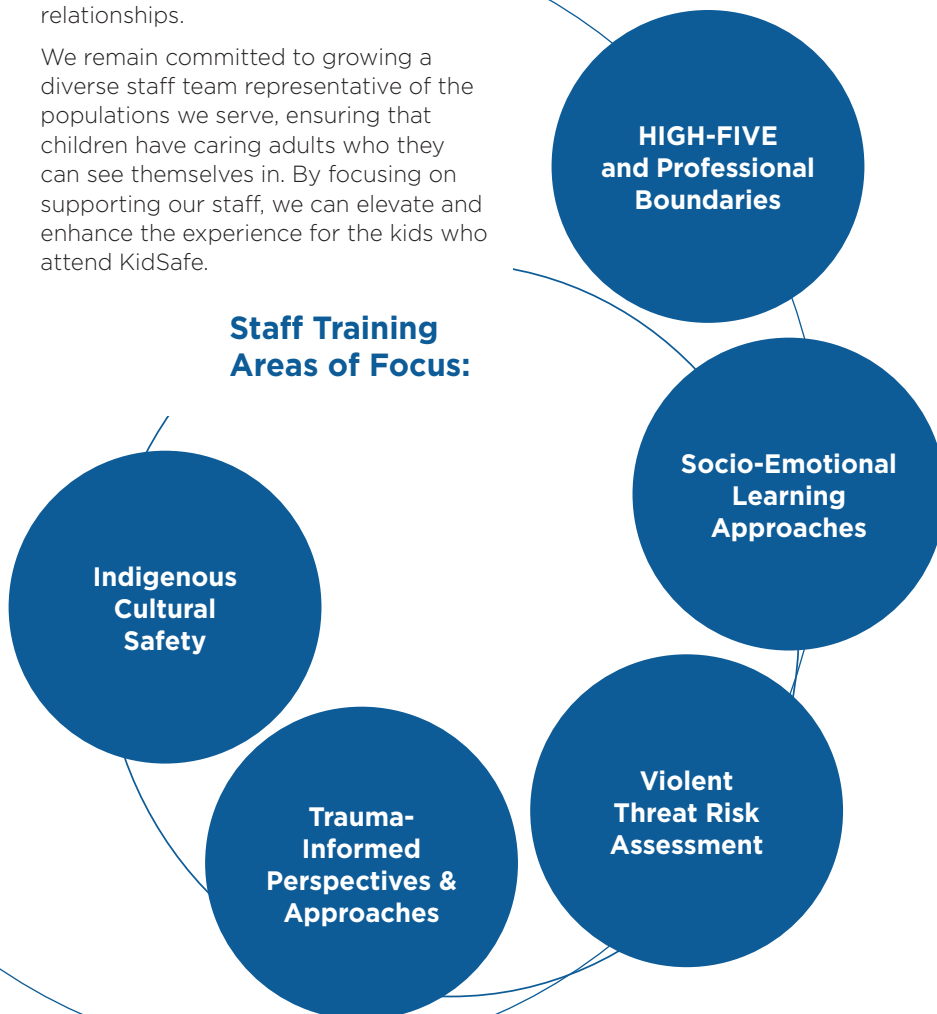 relationships.
We remain committed to growing a
diverse staff team representative of the
populations we serve, ensuring that
children have caring adults who they
can see themselves in. By focusing on
supporting our staff, we can elevate and
enhance the experience for the kids who
attend KidSafe.
Staff Training
Areas of Focus:
HIGH-FIVE
and Professional
Boundaries
Socio-Emotional
Learning
Approaches
Violent
Threat Risk
Assessment
Trauma-
Informed
Perspectives &
Approaches
Indigenous
Cultural
Safety